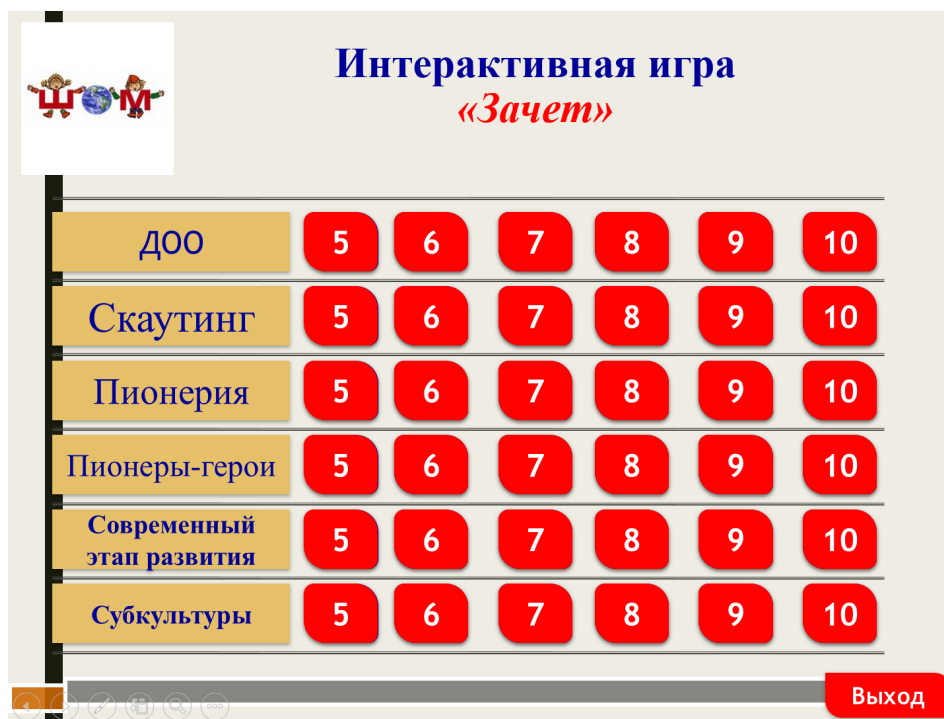 Интерактивная игра
«Зачет»
ШОМ
ДОО 5 6 7 8 9 10
Скаутинг 5 6 7 8 9 10
Пионерия 5 6 7 8 9 10
Пионеры-герои 5 6 7 8 9 10
Современный
этап развития 5 6 7 8 9 10
Субкультуры 5 6 7 8 9 10
Выход